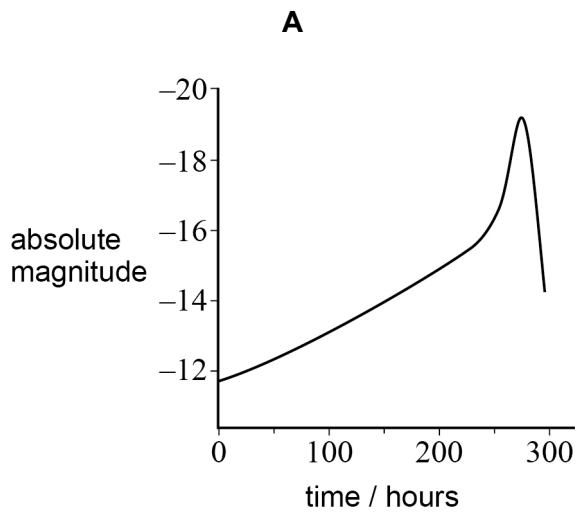 A
–20
–18
–16
–14
–12
absolute
magnitude
0 100 200 300
time / hours